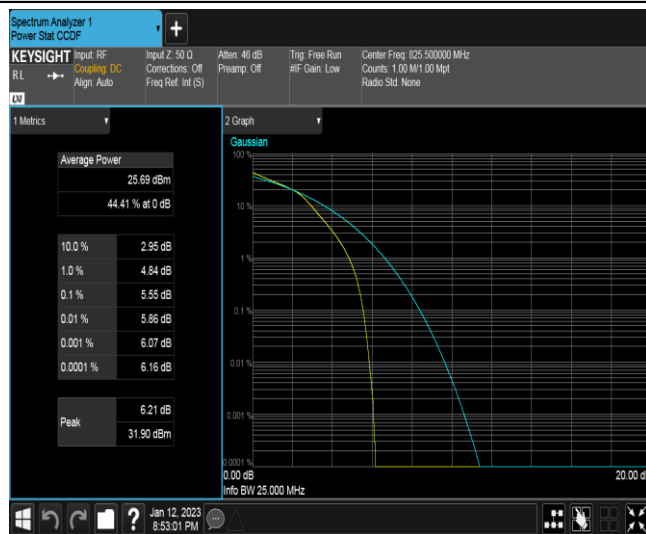 Spectrum Analyzer 1
Power Stat CCDF
+
KEYSIGHT
RL
Input: RF
Coupling: DC
Align: Auto
Input Z: 50 Ω
Corrections: Off
Freq Ref: Int (S)
Atten: 46 dB
Preamp: Off
Trig: Free Run
#IF Gain: Low
Center Freq: 825.500000 MHz
Counts: 1.00 M/1.00 Mpt
Radio Std: None
LXI
1 Metrics
Average Power
25.69 dBm
44.41 % at 0 dB
10.0 % 2.95 dB
1.0 % 4.84 dB
0.1 % 5.55 dB
0.01 % 5.86 dB
0.001 % 6.07 dB
0.0001 % 6.16 dB
Peak
6.21 dB
31.90 dBm
2 Graph
Gaussian
100 %
10 %
1 %
0.1 %
0.01 %
0.001 %
0.0001 %
0.00 dB
20.00 d
Info BW 25.000 MHz
?
Jan 12, 2023
8:53:01 PM